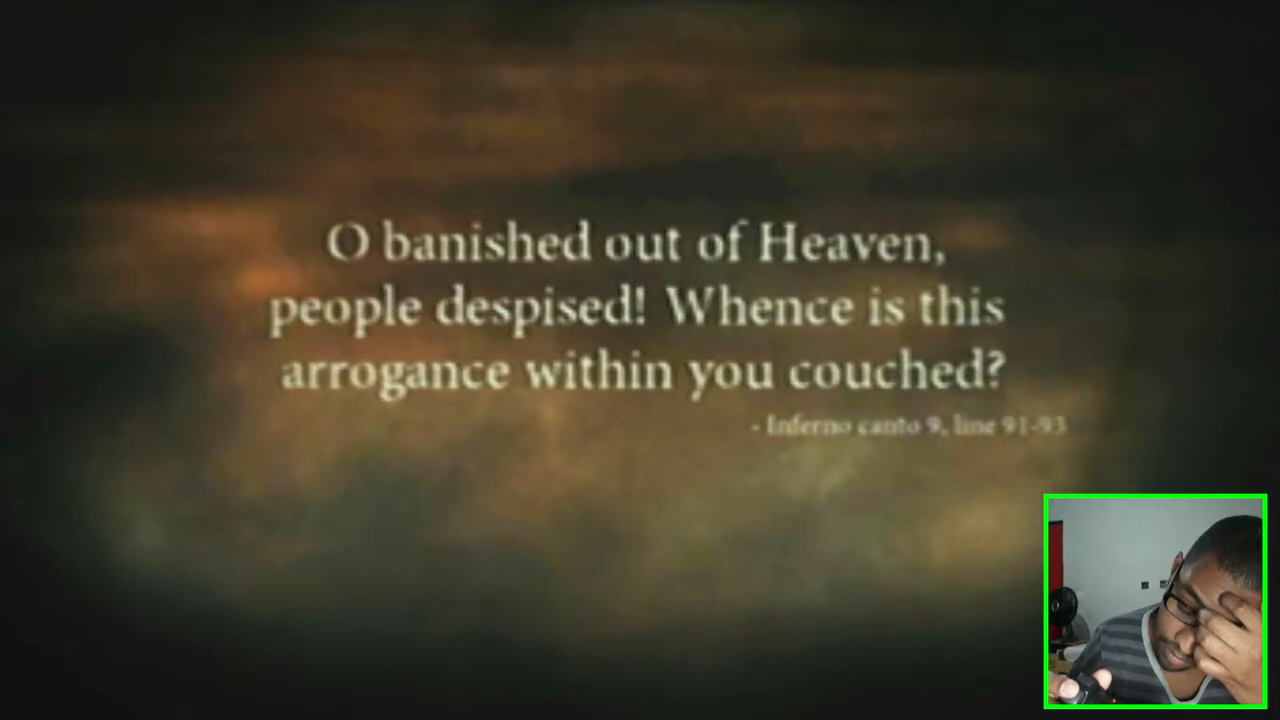 O banished out of Heaven,
people despised! Whence is this
arrogance within you couched?
- Inferno canto 9, line 91-93